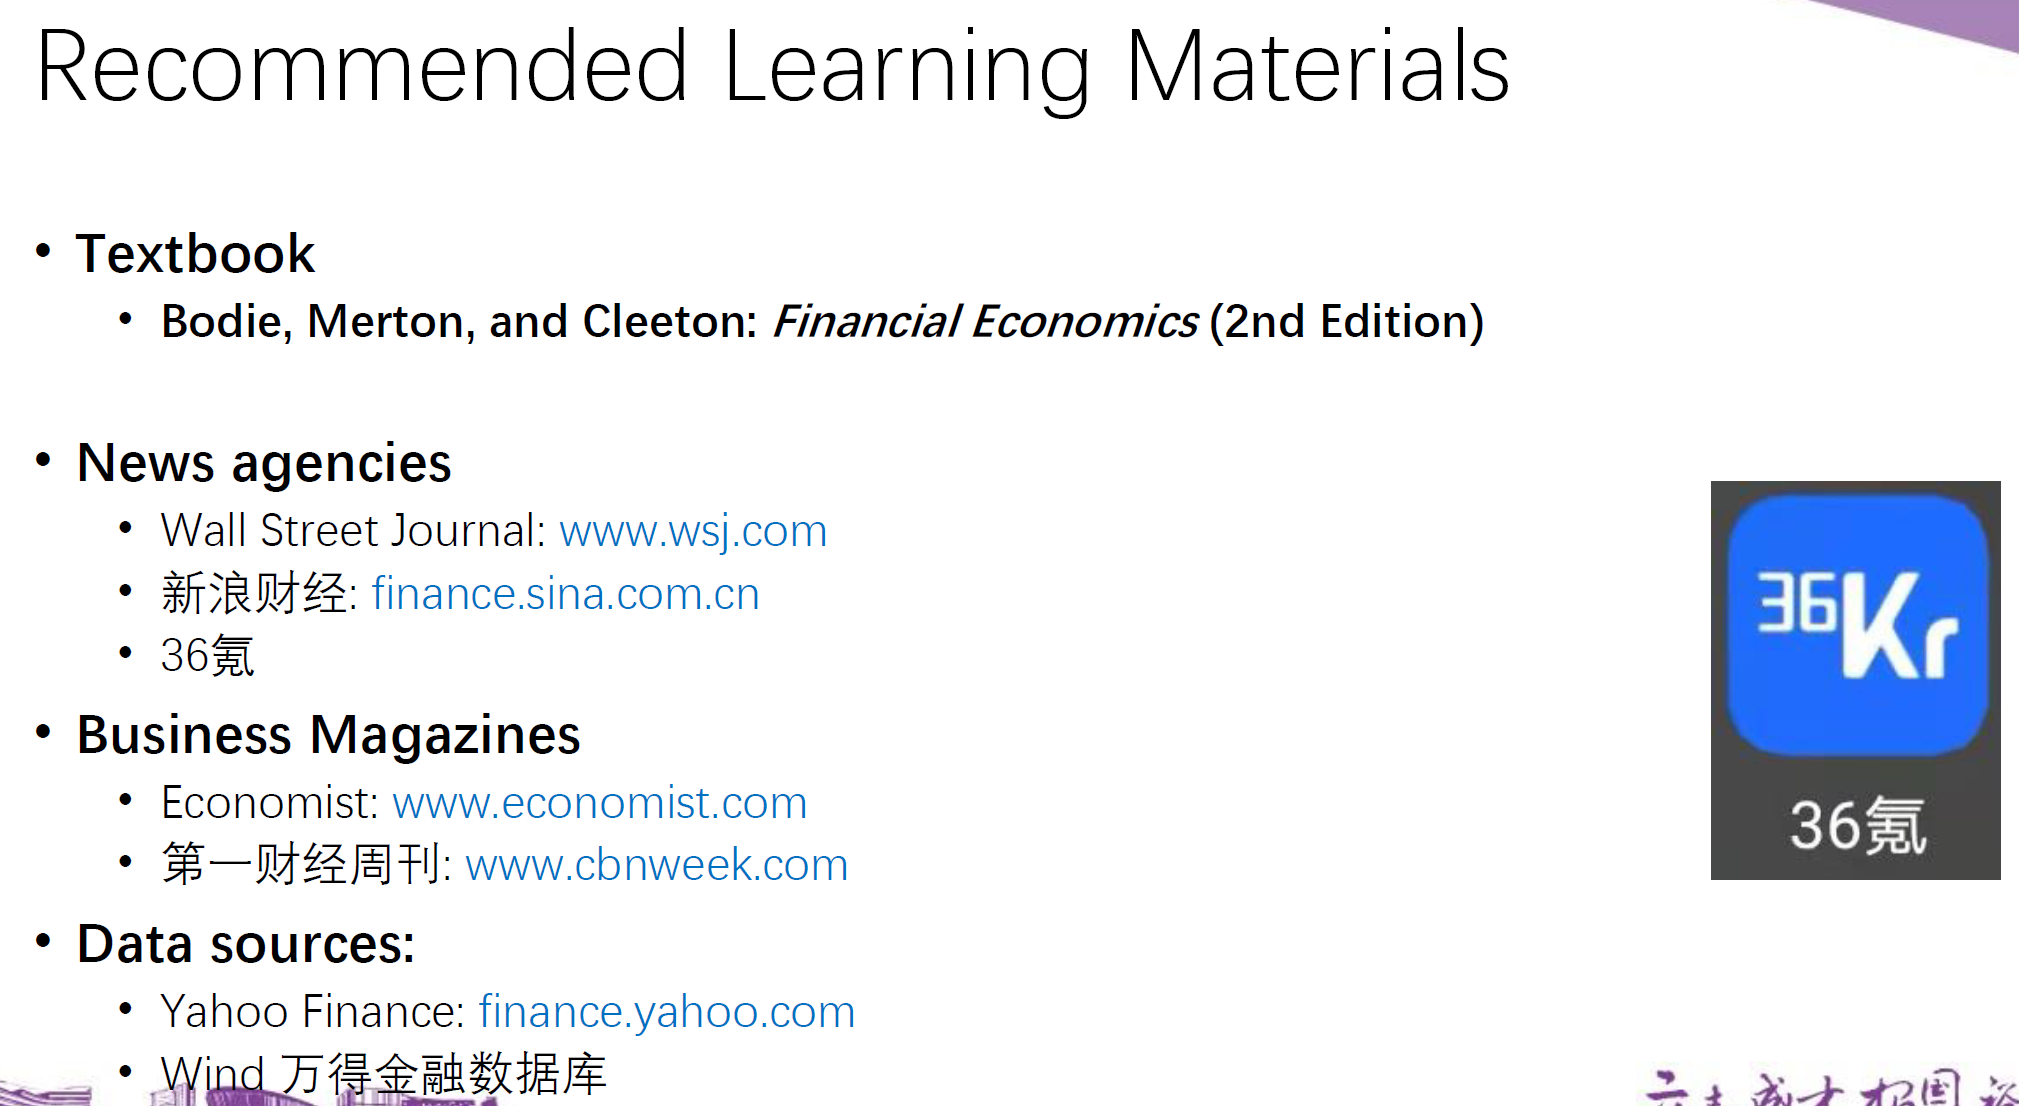 Recommended Learning Materials
• Textbook
• Bodie, Merton, and Cleeton: Financial Economics (2nd Edition)
• News agencies
• Wall Street Journal: www.wsj.com
• 新浪财经: finance.sina.com.cn
• 36氪
• Business Magazines
• Economist: www.economist.com
• 第一财经周刊: www.cbnweek.com
• Data sources:
• Yahoo Finance: finance.yahoo.com
• Wind 万得金融数据库
36Kr
36氪